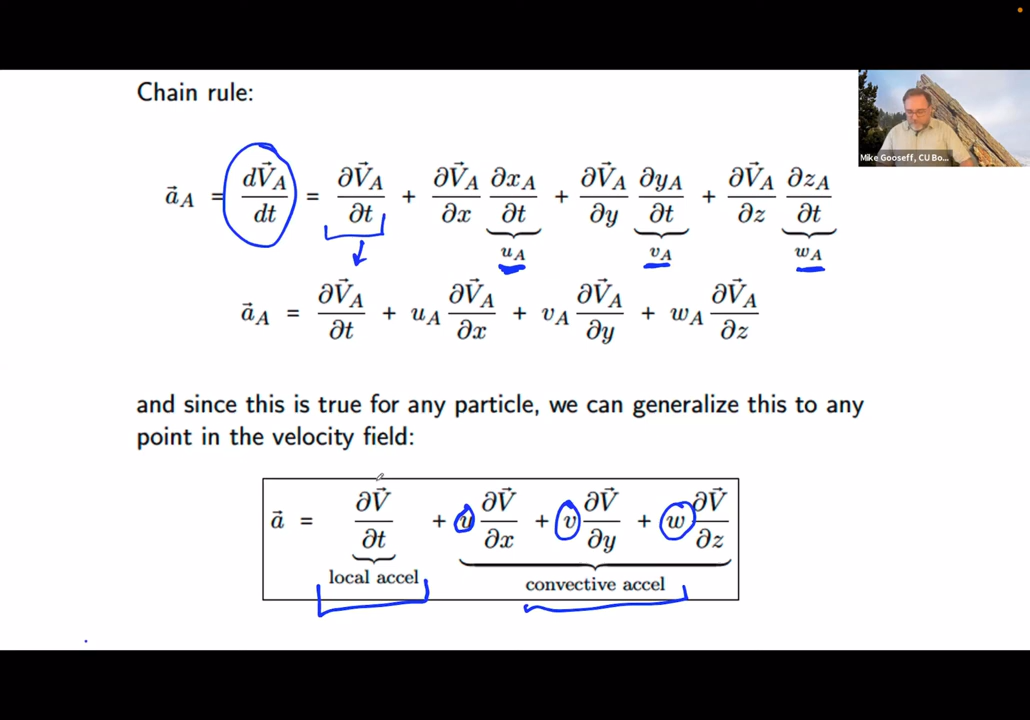 Chain rule:
Mike Gooseff, CU Bo...
a⃗_A = dV⃗_A/dt = ∂V⃗_A/∂t + ∂V⃗_A/∂x ∂x_A/∂t + ∂V⃗_A/∂y ∂y_A/∂t + ∂V⃗_A/∂z ∂z_A/∂t
u_A v_A w_A
a⃗_A = ∂V⃗_A/∂t + u_A ∂V⃗_A/∂x + v_A ∂V⃗_A/∂y + w_A ∂V⃗_A/∂z
and since this is true for any particle, we can generalize this to any
point in the velocity field:
a⃗ = ∂V⃗/∂t + u ∂V⃗/∂x + v ∂V⃗/∂y + w ∂V⃗/∂z
local accel convective accel